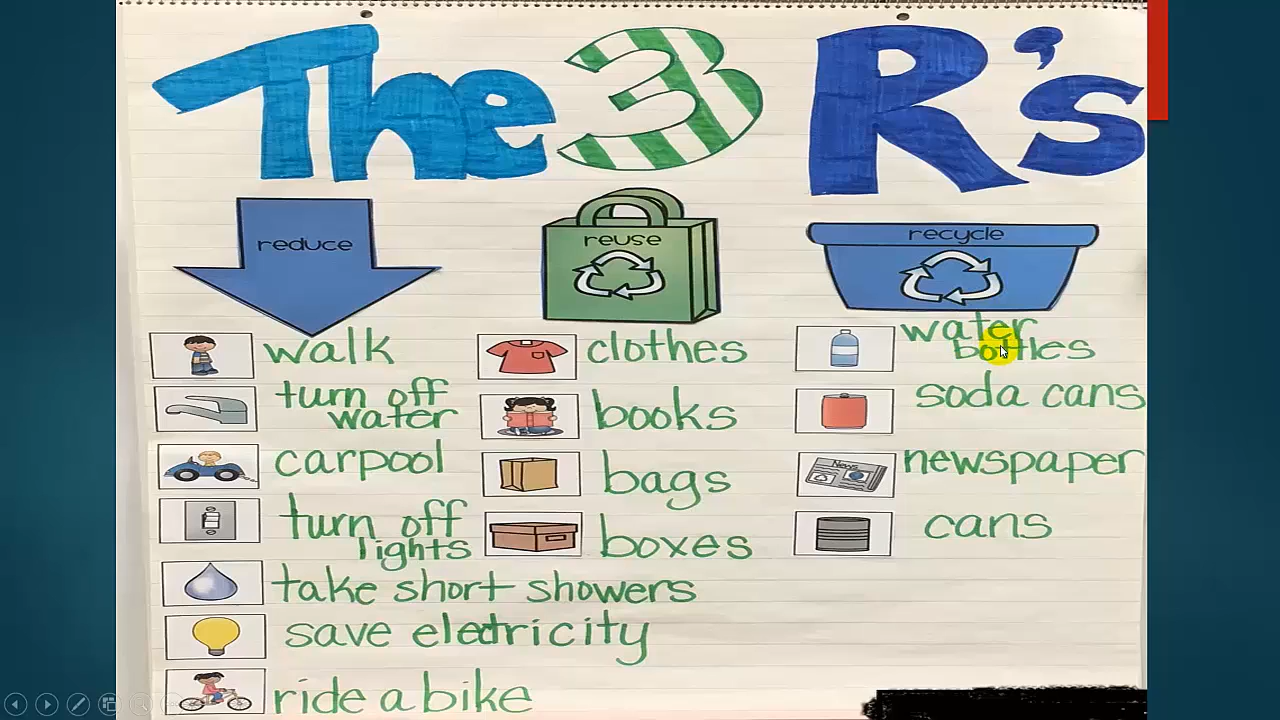 The 3 R's
reduce
reuse
recycle
walk
turn off
water
carpool
turn off
lights
take short showers
save electricity
ride a bike
clothes
books
bags
boxes
water
bottles
soda cans
News
newspaper
cans